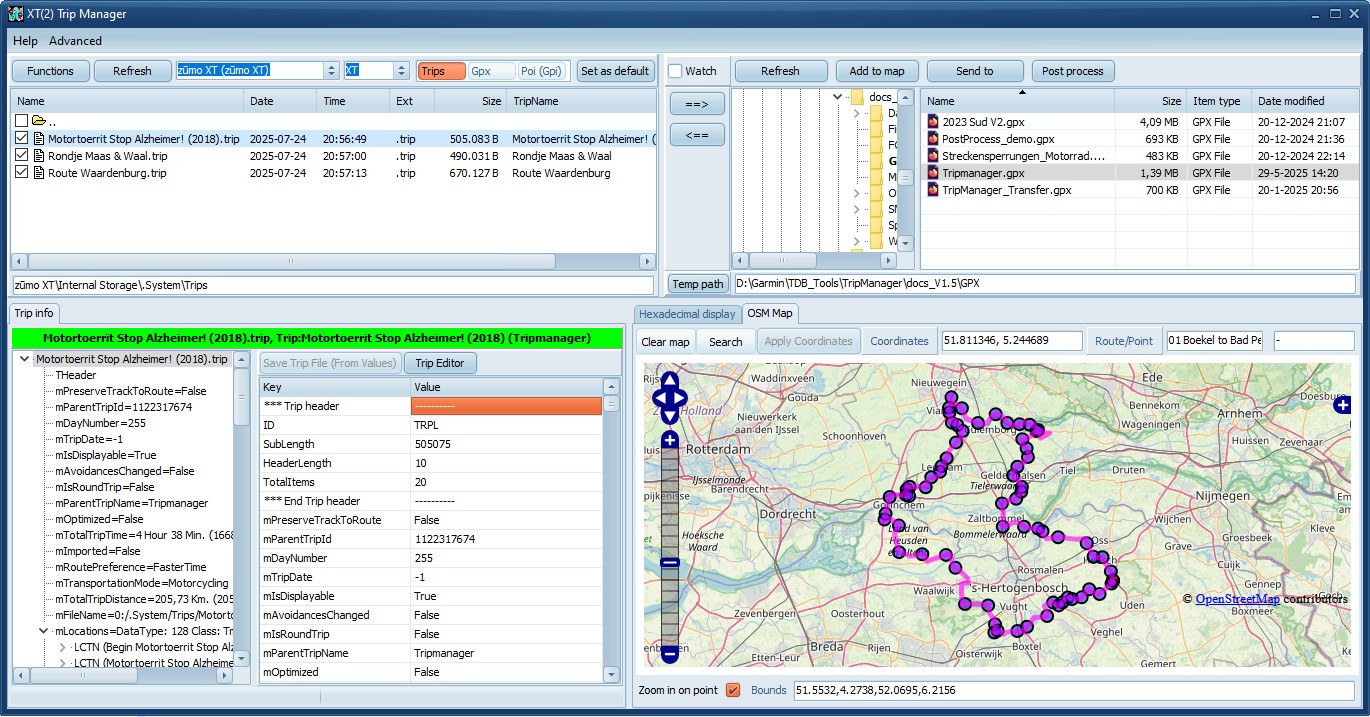 XT(2) Trip Manager
Help Advanced
Functions Refresh zūmo XT (zūmo XT) XT Trips Gpx Poi (Gpi) Set as default
Name Date Time Ext Size TripName
..
Motortoerrit Stop Alzheimer! (2018).trip 2025-07-24 20:56:49 .trip 505.083 B Motortoerrit Stop Alzheimer! (
Rondje Maas & Waal.trip 2025-07-24 20:57:00 .trip 490.031 B Rondje Maas & Waal
Route Waardenburg.trip 2025-07-24 20:57:13 .trip 670.127 B Route Waardenburg
zūmo XT\Internal Storage\.System\Trips
Watch Refresh Add to map Send to Post process
==>
<==
docs_
Da
Fi
FO
G
M
O
SM
Sp
W
Name Size Item type Date modified
2023 Sud V2.gpx 4,09 MB GPX File 20-12-2024 21:07
PostProcess_demo.gpx 693 KB GPX File 20-12-2024 21:36
Streckensperrungen_Motorrad.... 483 KB GPX File 20-12-2024 22:14
Tripmanager.gpx 1,39 MB GPX File 29-5-2025 14:20
TripManager_Transfer.gpx 700 KB GPX File 20-1-2025 20:56
Temp path D:\Garmin\TDB_Tools\TripManager\docs_V1.5\GPX
Trip info
Motortoerrit Stop Alzheimer! (2018).trip, Trip:Motortoerrit Stop Alzheimer! (2018) (Tripmanager)
Motortoerrit Stop Alzheimer! (2018).trip
THeader
mPreserveTrackToRoute=False
mParentTripId=1122317674
mDayNumber=255
mTripDate=-1
mIsDisplayable=True
mAvoidancesChanged=False
mIsRoundTrip=False
mParentTripName=Tripmanager
mOptimized=False
mTotalTripTime=4 Hour 38 Min. (1668
mImported=False
mRoutePreference=FasterTime
mTransportationMode=Motorcycling
mTotalTripDistance=205,73 Km. (205
mFileName=0:/.System/Trips/Motorto
mLocations=DataType: 128 Class: Tr
LCTN (Begin Motortoerrit Stop Alz
LCTN (Motortoerrit Stop Alzheime
Save Trip File (From Values) Trip Editor
Key Value
*** Trip header ----------
ID TRPL
SubLength 505075
HeaderLength 10
TotalItems 20
*** End Trip header ----------
mPreserveTrackToRoute False
mParentTripId 1122317674
mDayNumber 255
mTripDate -1
mIsDisplayable True
mAvoidancesChanged False
mIsRoundTrip False
mParentTripName Tripmanager
mOptimized False
Hexadecimal display OSM Map
Clear map Search Apply Coordinates Coordinates 51.811346, 5.244689 Route/Point 01 Boekel to Bad Pe -
Waddinxveen
Nieuwegein
Ede
Gouda
Bennekom
Arnhem
Nieuwerkerk
aan den IJssel
Wageningen
Huissen
Zevenaar
Schoonhoven
Rotterdam
Tiel
Druten
IJsselmonde
Barendrecht
Tielerwaard
Nijmegen
Dordrecht
Gorinchem
Zaltbommel
Wijchen
Kleve
Hoeksche
Waard
Land van
Heusden
Bommelerwaard
Oss
Grave
Groesbeek
Rosmalen
Cuijk
Goch
's-Hertogenbosch
Waalwijk
Gennep
Zevenbergen
Oosterhout
Vught
Uden
Breda
Rijen
Boxtel
Veghel
Etten-Leur
Oisterwijk
Gemert
© OpenStreetMap contributors
Zoom in on point Bounds 51.5532,4.2738,52.0695,6.2156